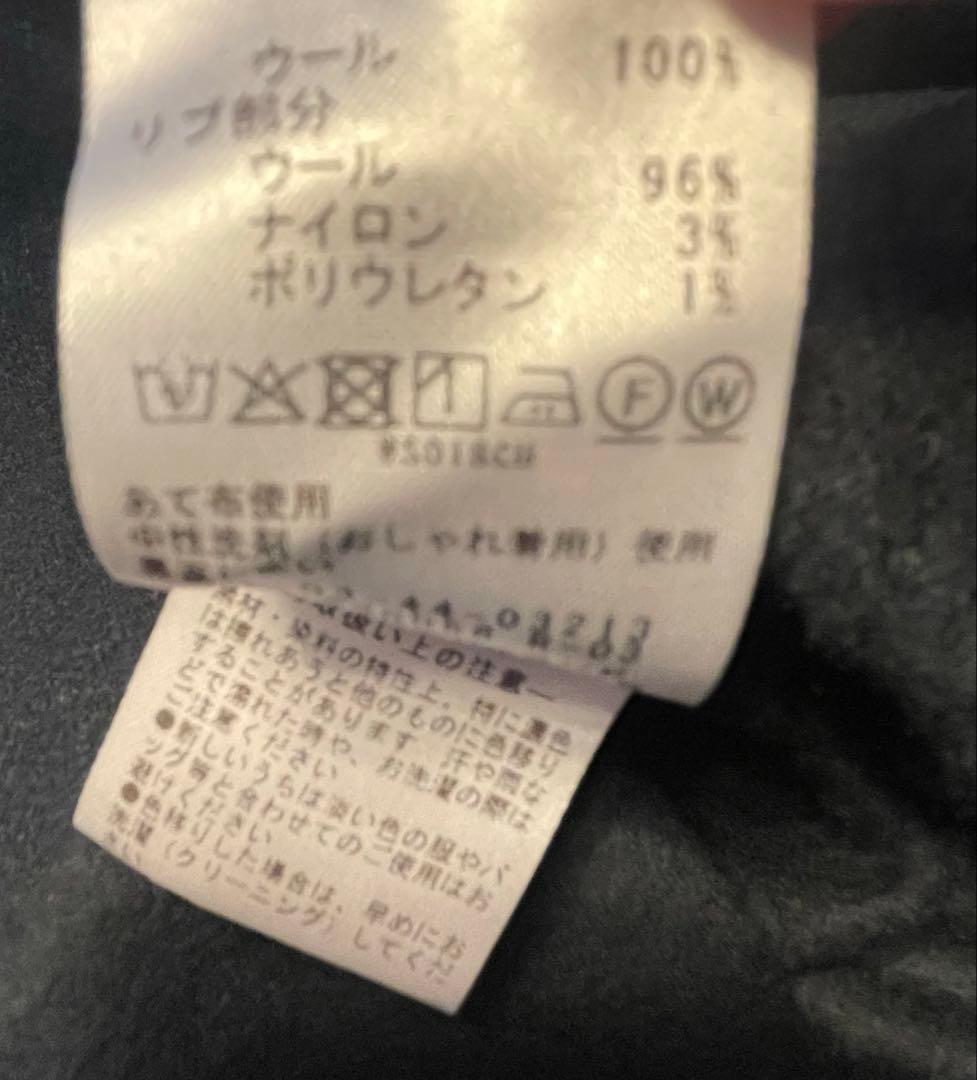 ウール 100%
リブ部分
ウール 96%
ナイロン 3%
ポリウレタン 1%
F W
#5018CU
あて布使用
中性洗剤(おしゃれ着用)使用
扱い上の注意ー
素材・染料の特性上、特に濃色
は擦れあうと他のものに色移り
することがあります。汗や雨な
どで濡れた時や、お洗濯の際は
ご注意ください
●新しいうちは淡い色の服やバ
ッグ等と合わせてのご使用はお
避けください
●色移りした場合は、早めにお
洗濯(クリーニング)してくだ
さい